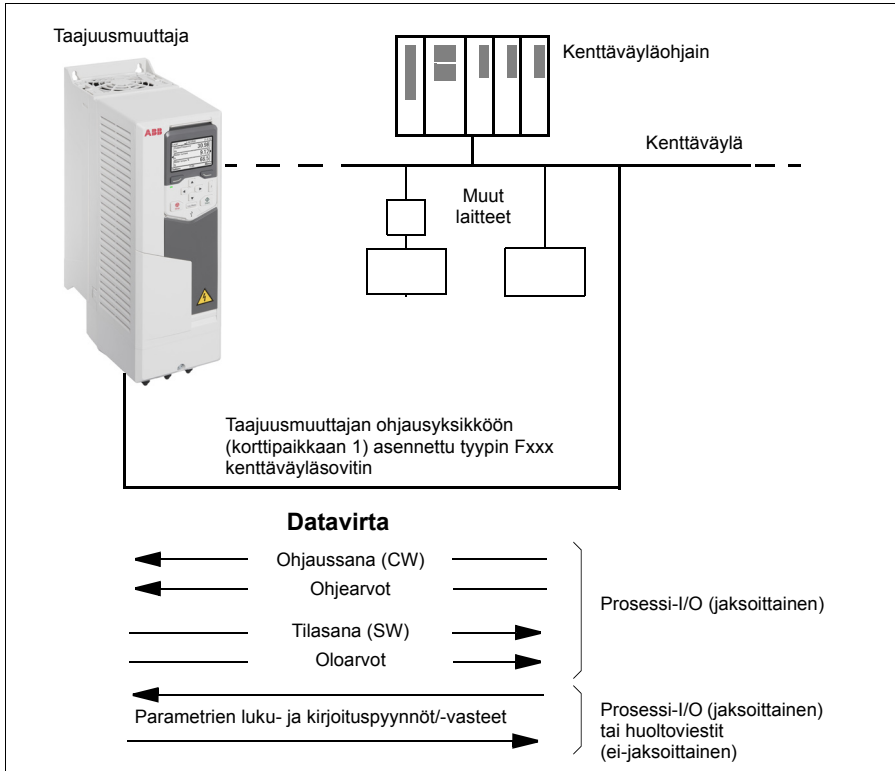 Taajuusmuuttaja
Kenttäväyläohjain
ABB
Kenttäväylä
Muut
laitteet
Taajuusmuuttajan ohjausyksikköön
(korttipaikkaan 1) asennettu tyypin Fxxx
kenttäväyläsovitin
Datavirta
Ohjaussana (CW)
Ohjearvot
Prosessi-I/O (jaksoittainen)
Tilasana (SW)
Oloarvot
Parametrien luku- ja kirjoituspyynnöt/-vasteet
Prosessi-I/O (jaksoittainen)
tai huoltoviestit
(ei-jaksoittainen)